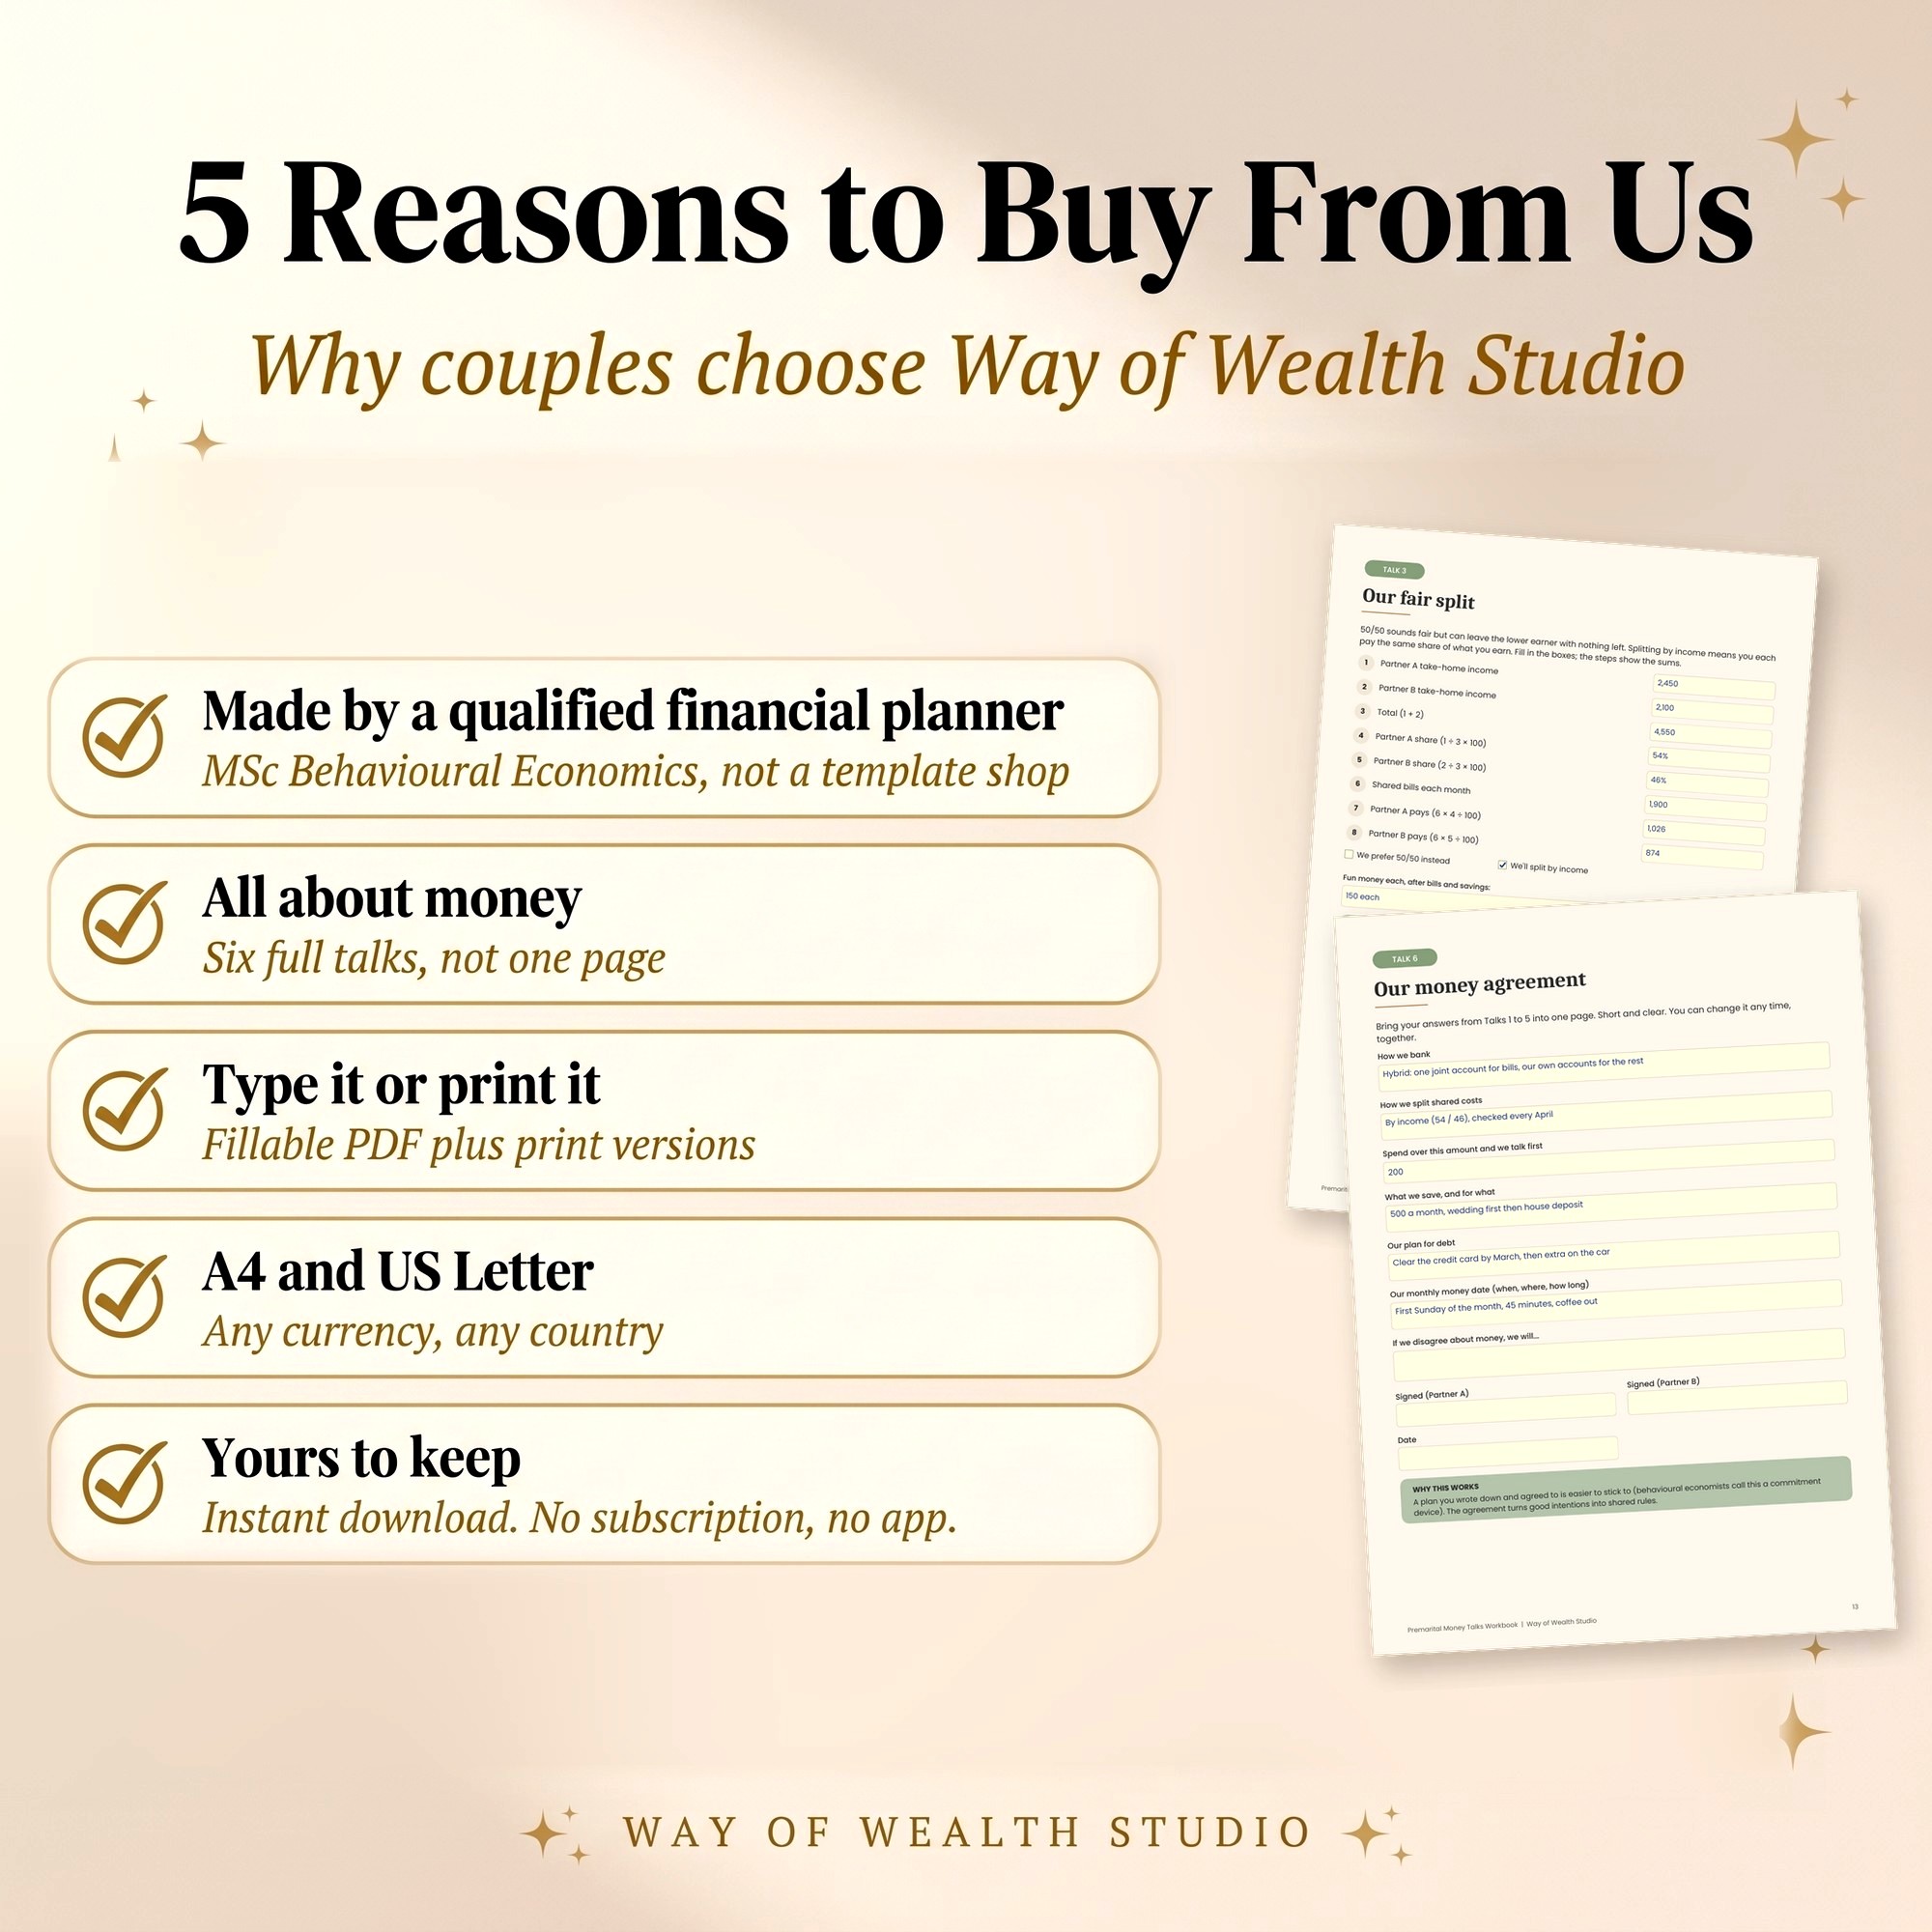 5 Reasons to Buy From Us
Why couples choose Way of Wealth Studio
Made by a qualified financial planner
MSc Behavioural Economics, not a template shop
All about money
Six full talks, not one page
Type it or print it
Fillable PDF plus print versions
A4 and US Letter
Any currency, any country
Yours to keep
Instant download. No subscription, no app.
TALK 3
Our fair split
50/50 sounds fair but can leave the lower earner with nothing left. Splitting by income means you each
pay the same share of what you earn. Fill in the boxes; the steps show the sums.
1 Partner A take-home income 2,450
2 Partner B take-home income 2,100
3 Total (1 + 2) 4,550
4 Partner A share (1 ÷ 3 × 100) 54%
5 Partner B share (2 ÷ 3 × 100) 46%
6 Shared bills each month 1,900
7 Partner A pays (6 × 4 ÷ 100) 1,026
8 Partner B pays (6 × 5 ÷ 100) 874
We prefer 50/50 instead We'll split by income
Fun money each, after bills and savings:
150 each
TALK 6
Our money agreement
Bring your answers from Talks 1 to 5 into one page. Short and clear. You can change it any time,
together.
How we bank
Hybrid: one joint account for bills, our own accounts for the rest
How we split shared costs
By income (54 / 46), checked every April
Spend over this amount and we talk first
200
What we save, and for what
500 a month, wedding first then house deposit
Our plan for debt
Clear the credit card by March, then extra on the car
Our monthly money date (when, where, how long)
First Sunday of the month, 45 minutes, coffee out
If we disagree about money, we will...
Signed (Partner A) Signed (Partner B)
Date
WHY THIS WORKS
A plan you wrote down and agreed to is easier to stick to (behavioural economists call this a commitment
device). The agreement turns good intentions into shared rules.
13
Premarital Money Talks Workbook | Way of Wealth Studio
WAY OF WEALTH STUDIO